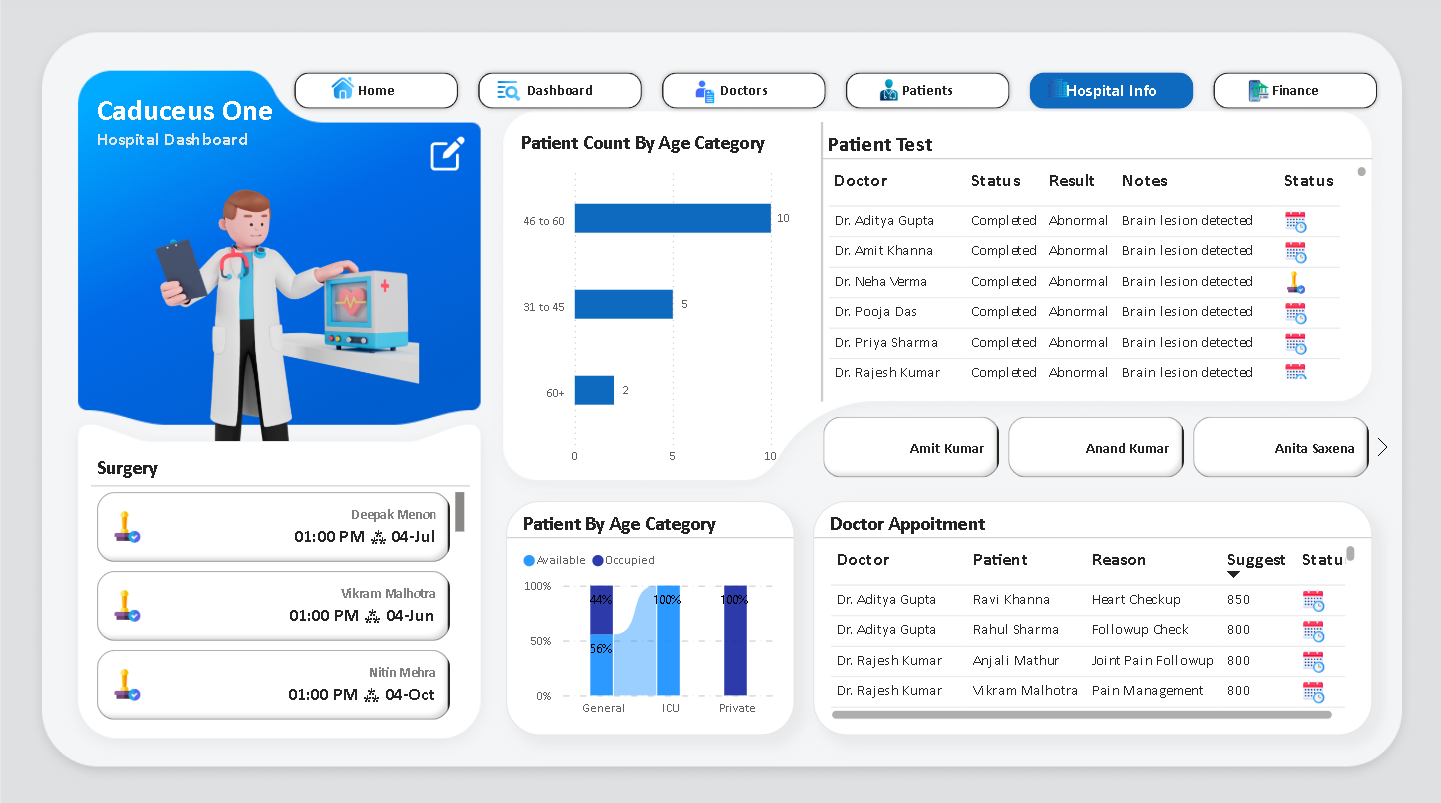 Caduceus One
Hospital Dashboard
Home
Dashboard
Doctors
Patients
Hospital Info
Finance
Patient Count By Age Category
46 to 60 10
31 to 45 5
60+ 2
0 5 10
Patient Test
Doctor Status Result Notes Status
Dr. Aditya Gupta Completed Abnormal Brain lesion detected
Dr. Amit Khanna Completed Abnormal Brain lesion detected
Dr. Neha Verma Completed Abnormal Brain lesion detected
Dr. Pooja Das Completed Abnormal Brain lesion detected
Dr. Priya Sharma Completed Abnormal Brain lesion detected
Dr. Rajesh Kumar Completed Abnormal Brain lesion detected
Amit Kumar
Anand Kumar
Anita Saxena
Surgery
Deepak Menon
01:00 PM 04-Jul
Vikram Malhotra
01:00 PM 04-Jun
Nitin Mehra
01:00 PM 04-Oct
Patient By Age Category
Available Occupied
100%
50%
0%
44%
56%
100%
100%
General ICU Private
Doctor Appoitment
Doctor Patient Reason Suggest Statu
Dr. Aditya Gupta Ravi Khanna Heart Checkup 850
Dr. Aditya Gupta Rahul Sharma Followup Check 800
Dr. Rajesh Kumar Anjali Mathur Joint Pain Followup 800
Dr. Rajesh Kumar Vikram Malhotra Pain Management 800